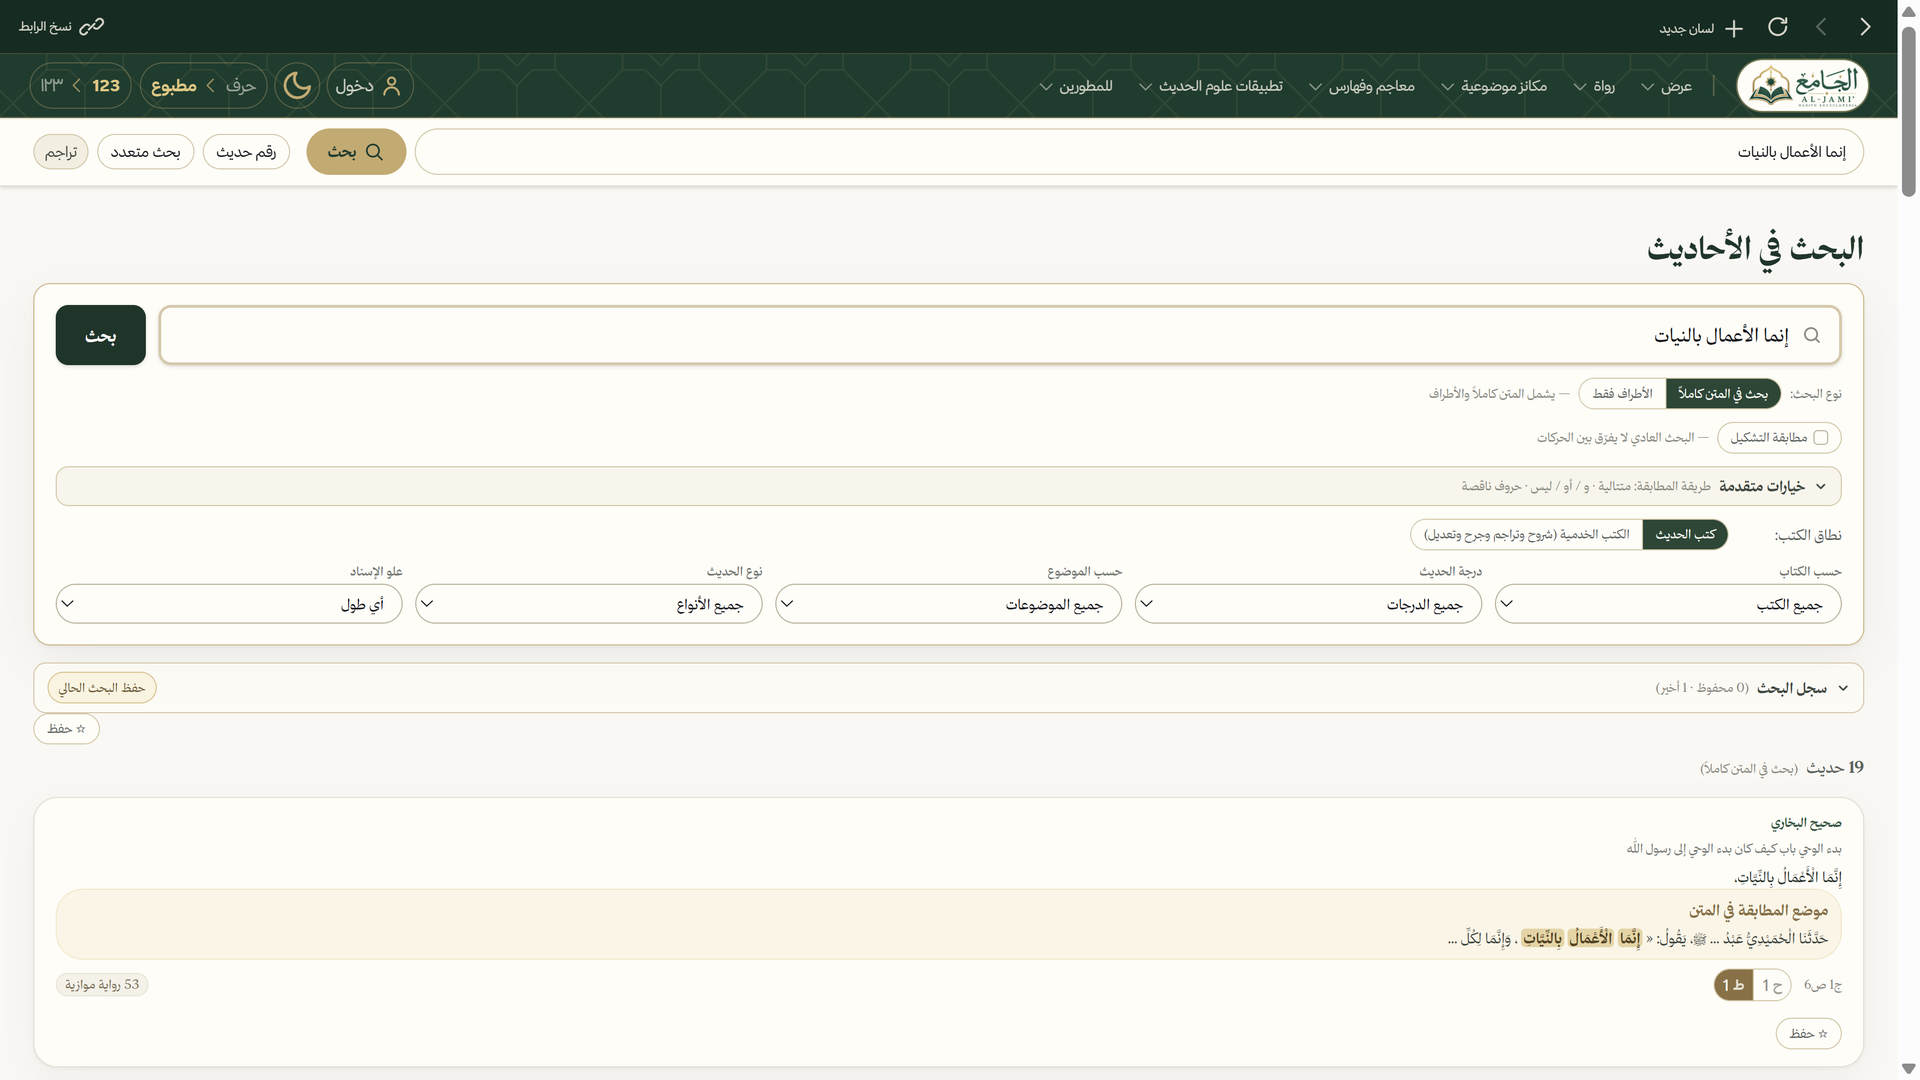 لسان جديد
نسخ الرابط
الجامع
AL-JAMI'
عرض
رواة
مكانز موضوعية
معاجم وفهارس
تطبيقات علوم الحديث
للمطورين
دخول
حرف
مطبوع
123
١٢٣
إنما الأعمال بالنيات
بحث
رقم حديث
بحث متعدد
تراجم
البحث في الأحاديث
إنما الأعمال بالنيات
بحث
نوع البحث: بحث في المتن كاملاً الأطراف فقط — يشمل المتن كاملاً والأطراف
مطابقة التشكيل — البحث العادي لا يفرّق بين الحركات
خيارات متقدمة طريقة المطابقة: متتالية · و / أو / ليس · حروف ناقصة
نطاق الكتب: كتب الحديث الكتب الخدمية (شروح وتراجم وجرح وتعديل)
حسب الكتاب
درجة الحديث
حسب الموضوع
نوع الحديث
علو الإسناد
جميع الكتب
جميع الدرجات
جميع الموضوعات
جميع الأنواع
أي طول
سجل البحث (0 محفوظ · 1 أخير)
حفظ البحث الحالي
☆ حفظ
19 حديث (بحث في المتن كاملاً)
صحيح البخاري
بدء الوحي باب كيف كان بدء الوحي إلى رسول الله
إِنَّمَا الْأَعْمَالُ بِالنِّيَّاتِ،
موضع المطابقة في المتن
حَدَّثَنَا الْحُمَيْدِيُّ عَبْدُ ... ﷺ، يَقُولُ: « إِنَّمَا الْأَعْمَالُ بِالنِّيَّاتِ ، وَإِنَّمَا لِكُلِّ ...
ج1 ص6
ح 1
ط 1
53 رواية موازية
☆ حفظ